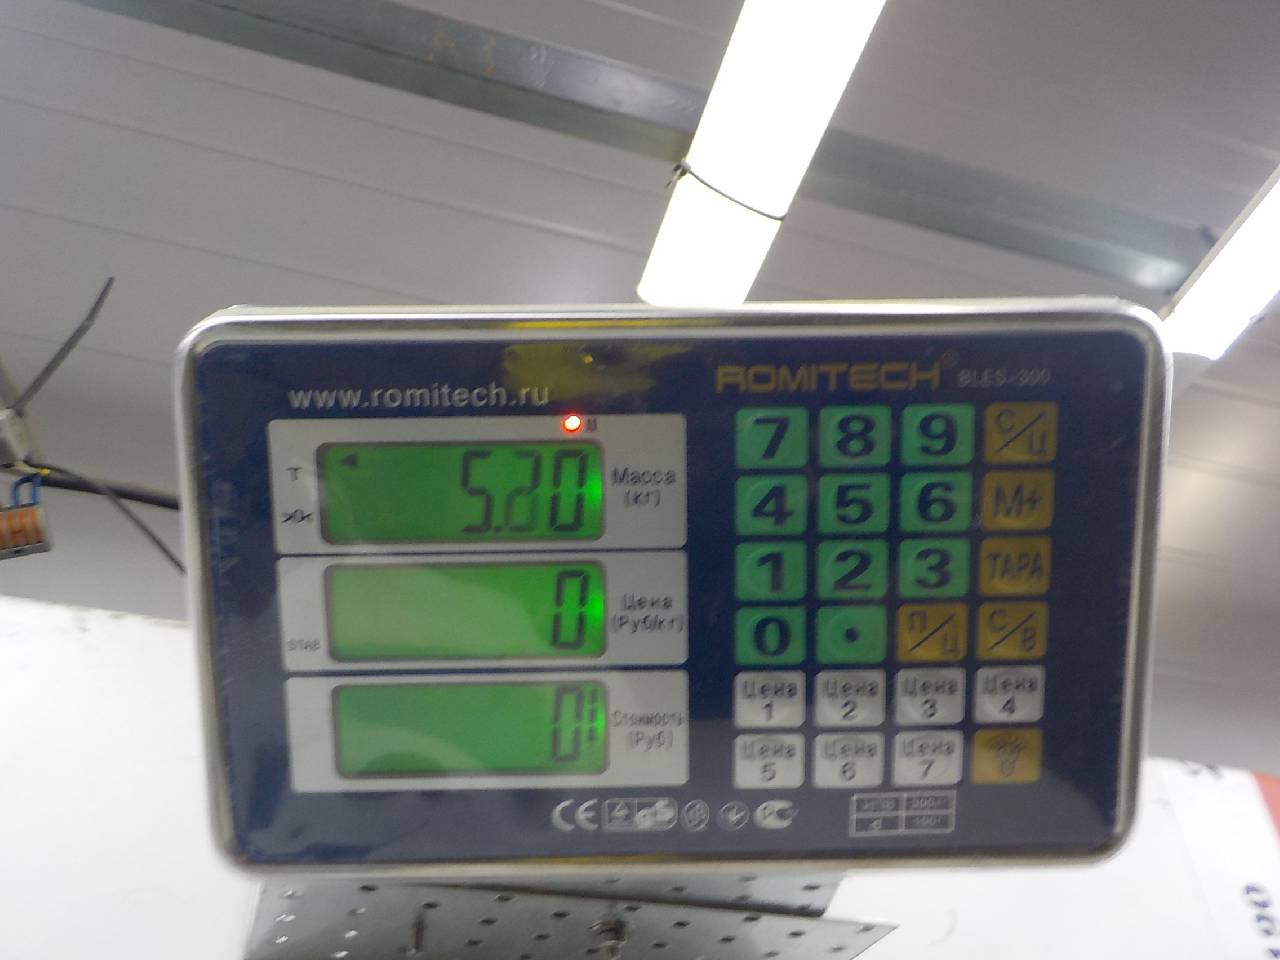 www.romitech.ru
ROMITECH® BLES-300
T
>0<
Масса
(кг)
Цена
(Руб/кг)
0
STAB
Стоимость
(Руб)
7 8 9 С/Ц
4 5 6 M+
1 2 3 ТАРА
0 . П/Ц С/В
Цена 1 Цена 2 Цена 3 Цена 4
Цена 5 Цена 6 Цена 7
CE